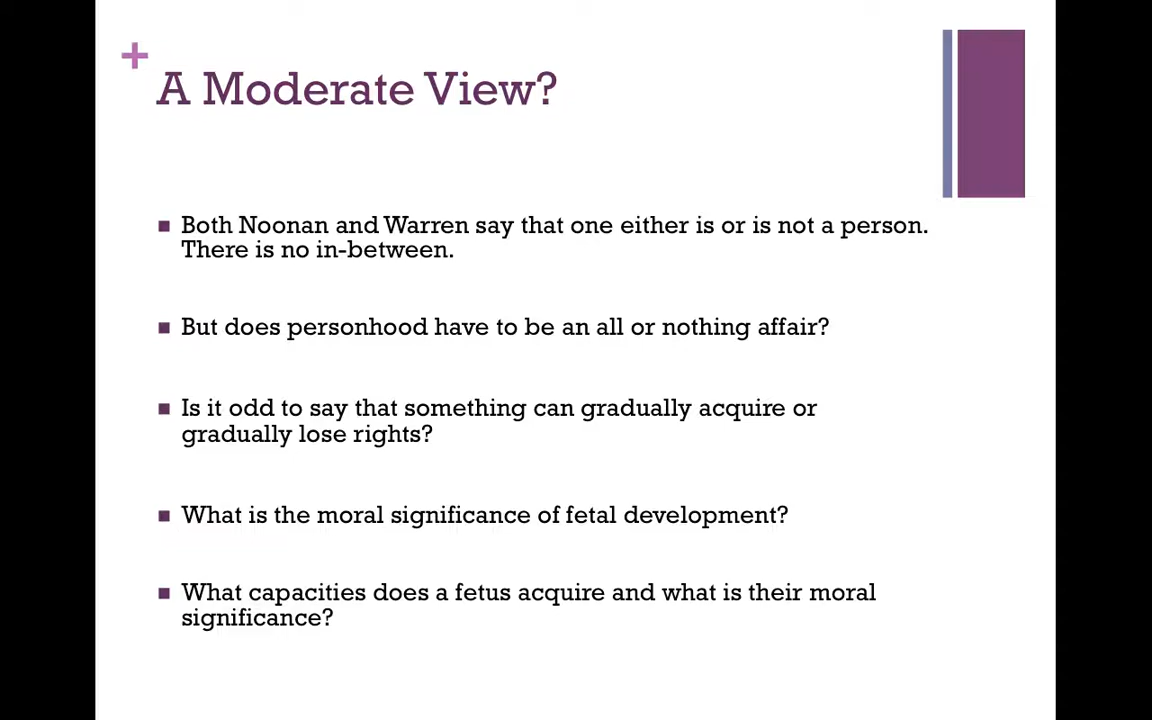 +
A Moderate View?
■ Both Noonan and Warren say that one either is or is not a person.
There is no in-between.
■ But does personhood have to be an all or nothing affair?
■ Is it odd to say that something can gradually acquire or
gradually lose rights?
■ What is the moral significance of fetal development?
■ What capacities does a fetus acquire and what is their moral
significance?